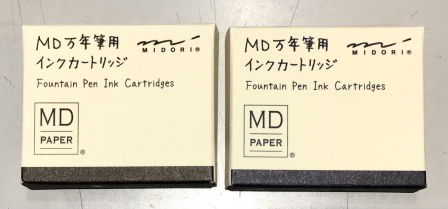 MD万年筆用
インクカートリッジ
MIDORI®
Fountain Pen Ink Cartridges
MD
PAPER
®
MD万年筆用
インクカートリッジ
MIDORI®
Fountain Pen Ink Cartridges
MD
PAPER
®